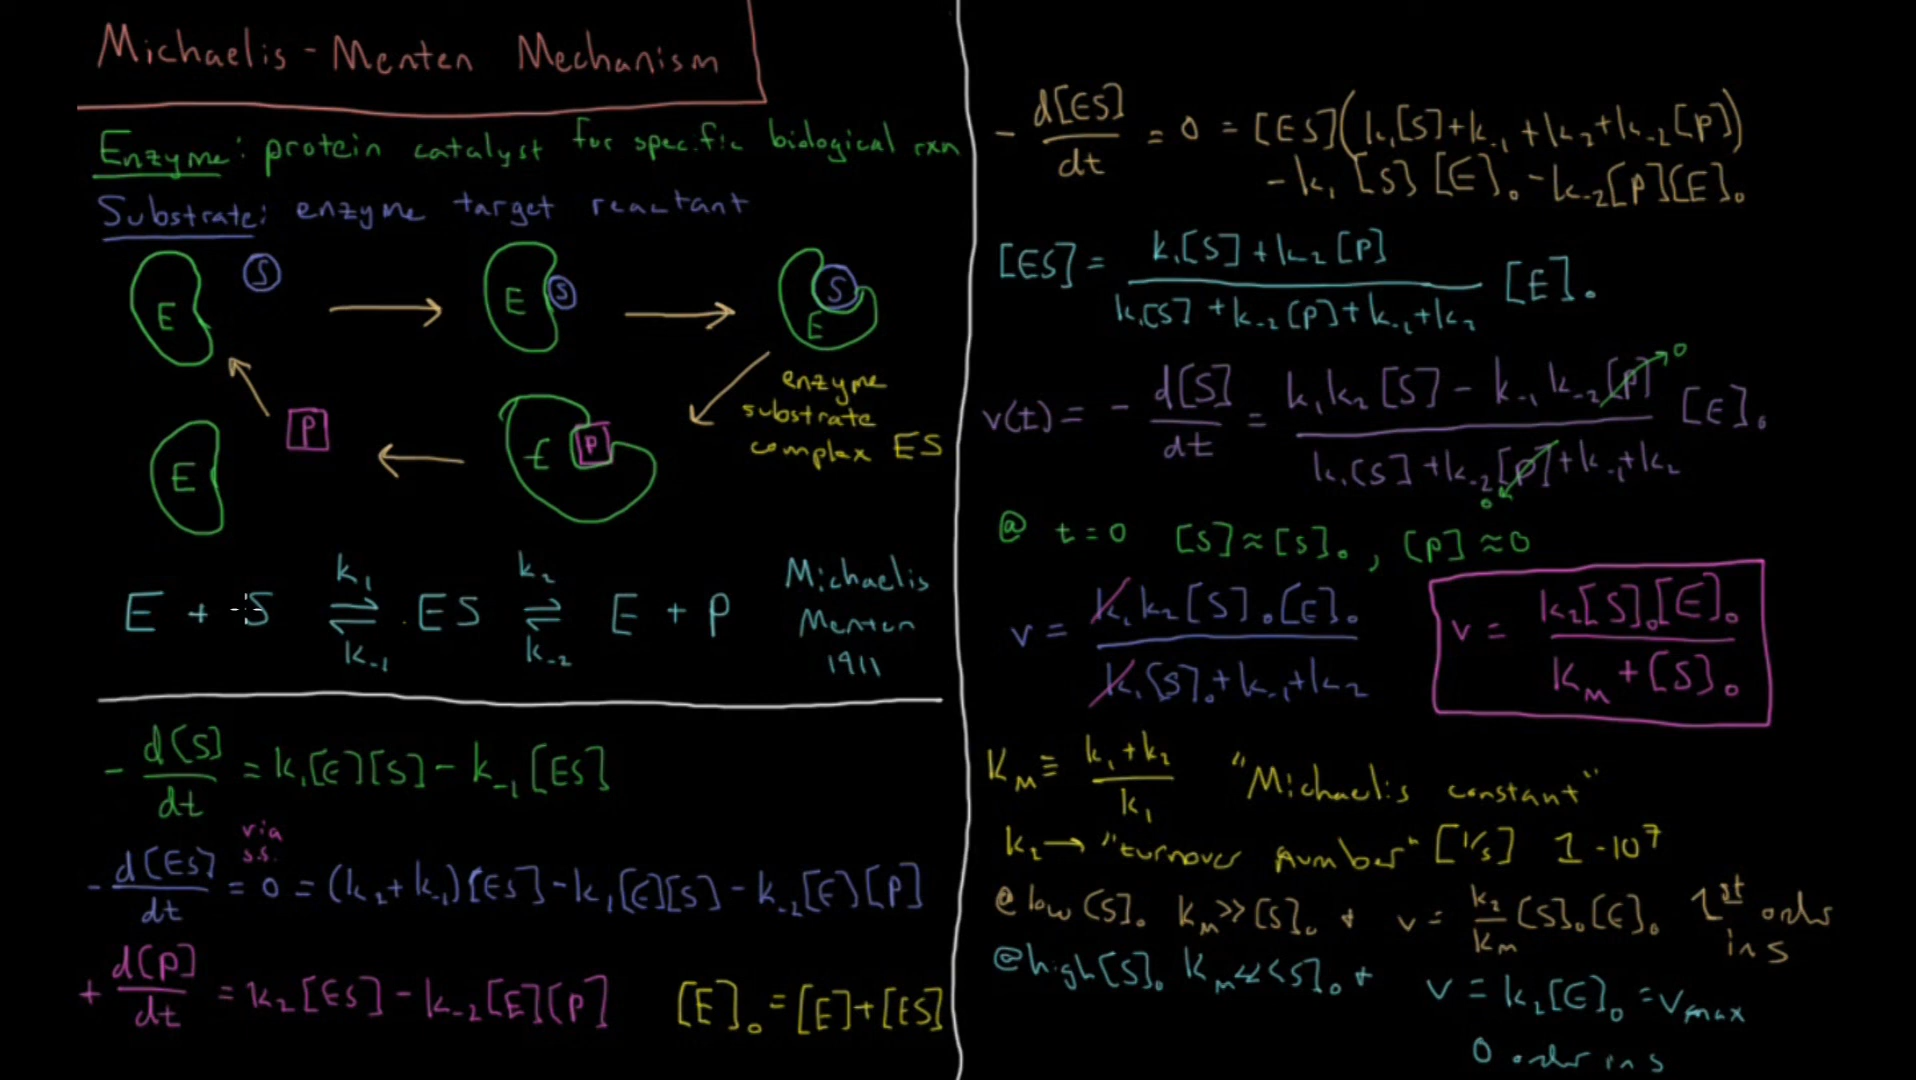 Michaelis-Menten Mechanism
Enzyme: protein catalyst for specific biological rxn
Substrate: enzyme target reactant
E S → E S → S E
enzyme
substrate
complex ES
E P ← E P
E + S ⇌ ES ⇌ E + P
k₁ k₂
k₋₁ k₋₂
Michaelis
Menten
1911
- d[S]/dt = k₁[E][S] - k₋₁[ES]
- d[ES]/dt = 0 = (k₂+k₋₁)[ES] - k₁[E][S] - k₋₂[E][P]
via
s.s.
+ d[P]/dt = k₂[ES] - k₋₂[E][P]
[E]₀ = [E]+[ES]
- d[ES]/dt = 0 = [ES](k₁[S]+k₋₁+k₂+k₋₂[P])
-k₁[S][E]₀-k₋₂[P][E]₀
[ES] = (k₁[S]+k₋₂[P])/(k₁[S]+k₋₂[P]+k₋₁+k₂) [E]₀
v(t) = - d[S]/dt = (k₁k₂[S] - k₋₁k₋₂[P])/(k₁[S]+k₋₂[P]+k₋₁+k₂) [E]₀
0
0
@ t=0 [S]≈[S]₀, [P]≈0
v = k₁k₂[S]₀[E]₀/(k₁[S]₀+k₋₁+k₂)
v = k₂[S]₀[E]₀/(Kₘ+[S]₀)
Kₘ ≡ (k₁+k₂)/k₁ "Michaelis constant"
k₂ → "turnover number" [1/s] 1-10⁷
@low[S]₀ Kₘ>>[S]₀ + v = k₂/Kₘ [S]₀[E]₀ 1st order
in S
@high[S]₀ Kₘ<<[S]₀ + v = k₂[E]₀ = vmax
0 order in S